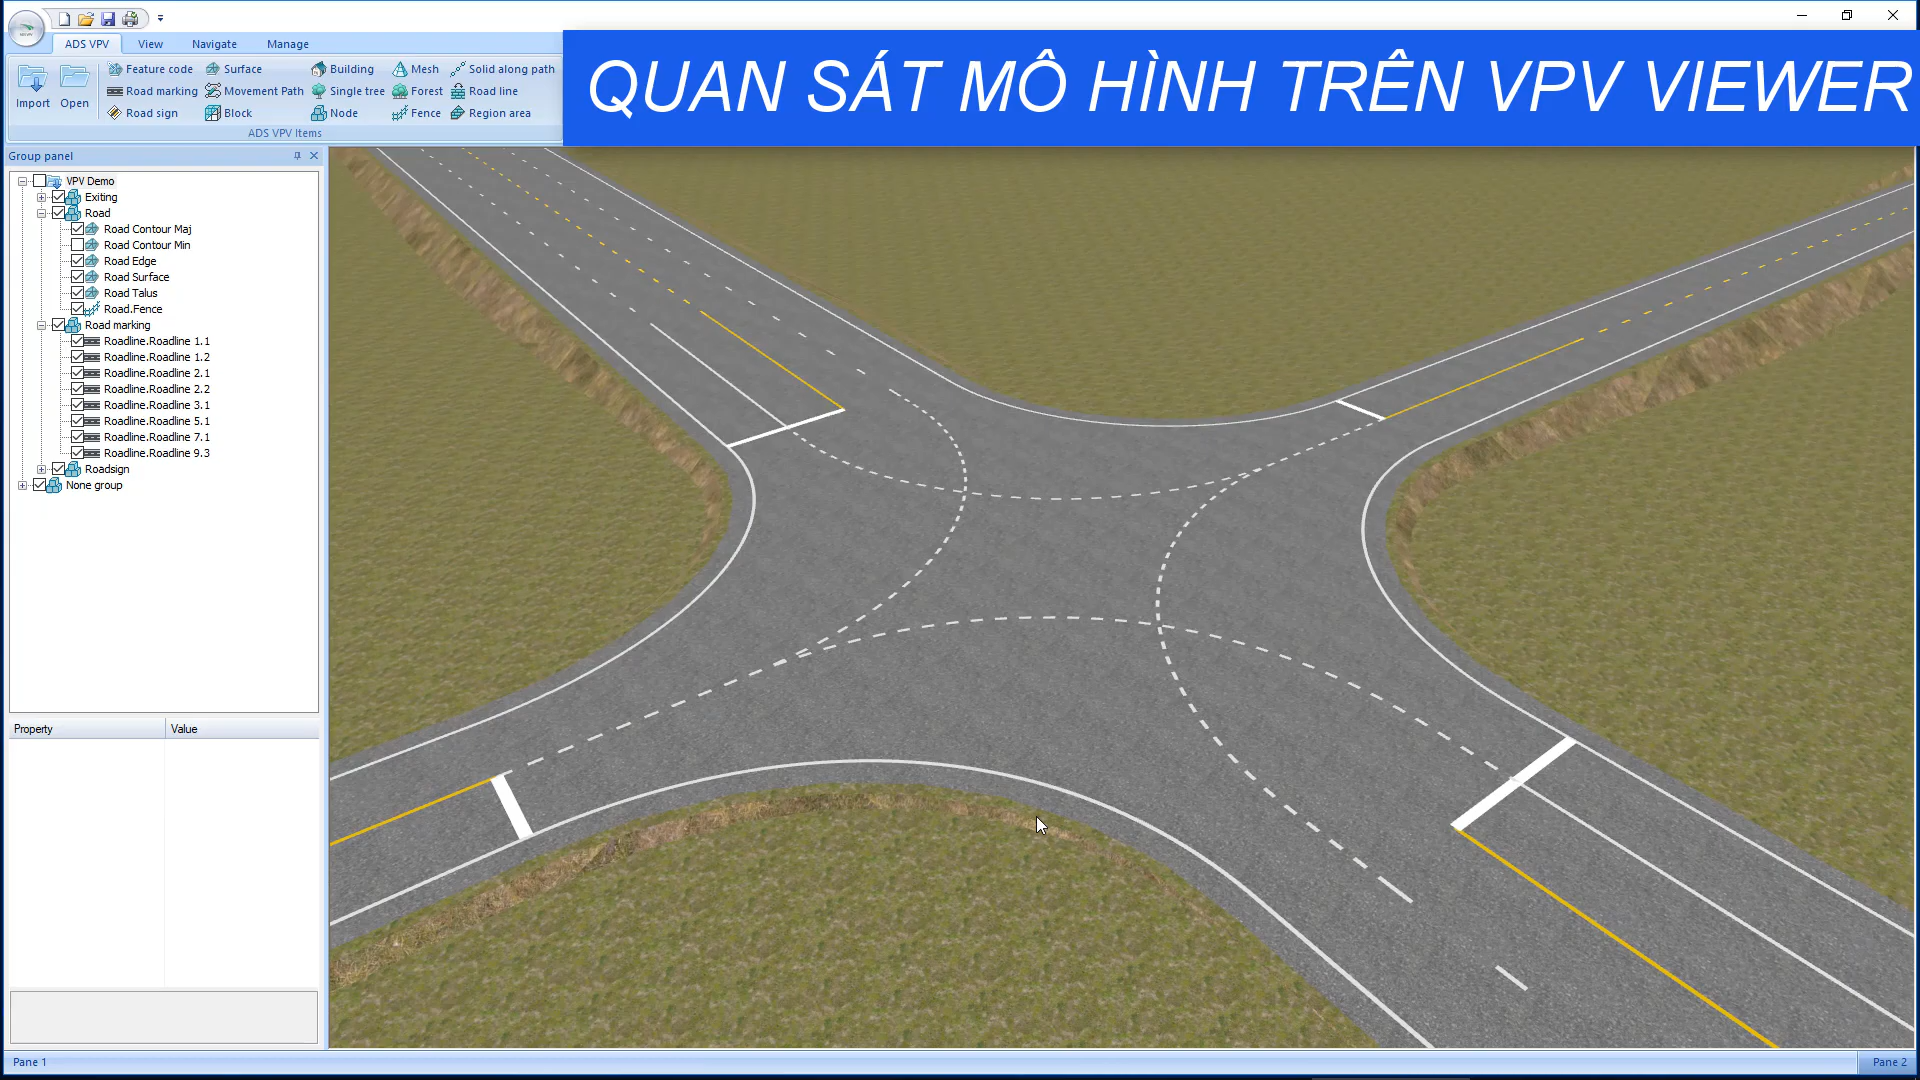 ADS VPV View Navigate Manage
QUAN SÁT MÔ HÌNH TRÊN VPV VIEWER
Import Open
Feature code Surface Building Mesh Solid along path
Road marking Movement Path Single tree Forest Road line
Road sign Block Node Fence Region area
ADS VPV Items
Group panel
VPV Demo
Exiting
Road
Road Contour Maj
Road Contour Min
Road Edge
Road Surface
Road Talus
Road.Fence
Road marking
Roadline.Roadline 1.1
Roadline.Roadline 1.2
Roadline.Roadline 2.1
Roadline.Roadline 2.2
Roadline.Roadline 3.1
Roadline.Roadline 5.1
Roadline.Roadline 7.1
Roadline.Roadline 9.3
Roadsign
None group
Property Value
Pane 1 Pane 2